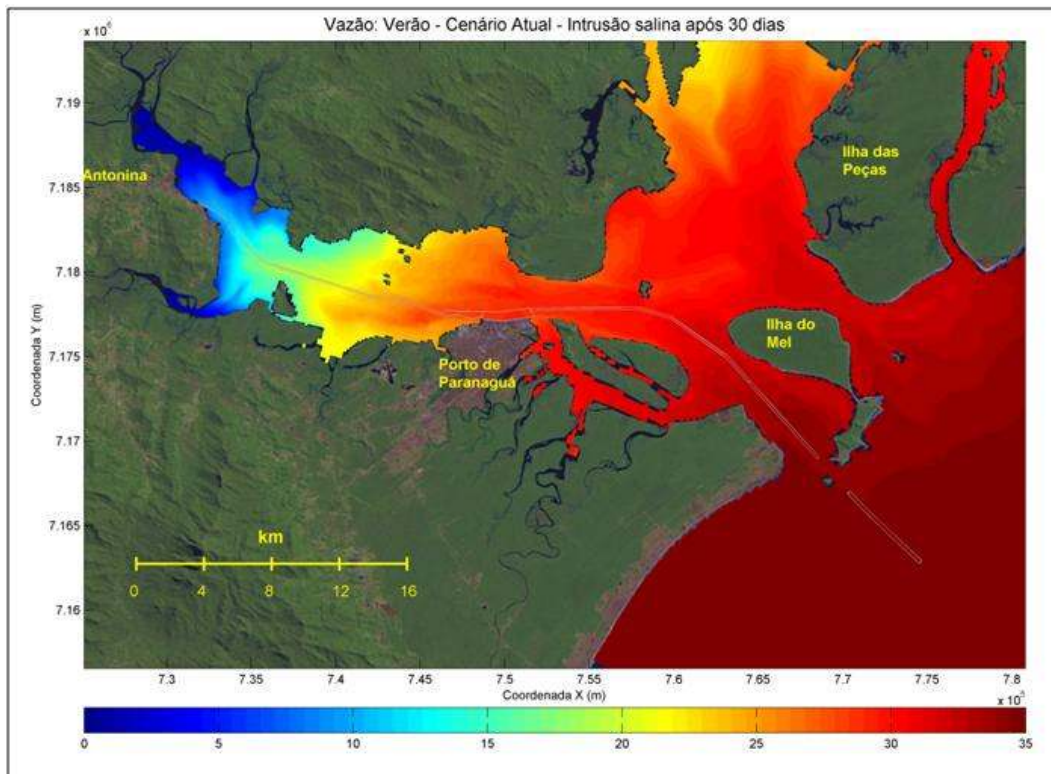 Vazão: Verão - Cenário Atual - Intrusão salina após 30 dias
x 10⁶
7.19
7.185
7.18
7.175
7.17
7.165
7.16
Coordenada Y (m)
Antonina
Ilha das
Peças
Ilha do
Mel
Porto de
Paranaguá
km
0 4 8 12 16
7.3 7.35 7.4 7.45 7.5 7.55 7.6 7.65 7.7 7.75 7.8
Coordenada X (m)
x 10⁵
0 5 10 15 20 25 30 35